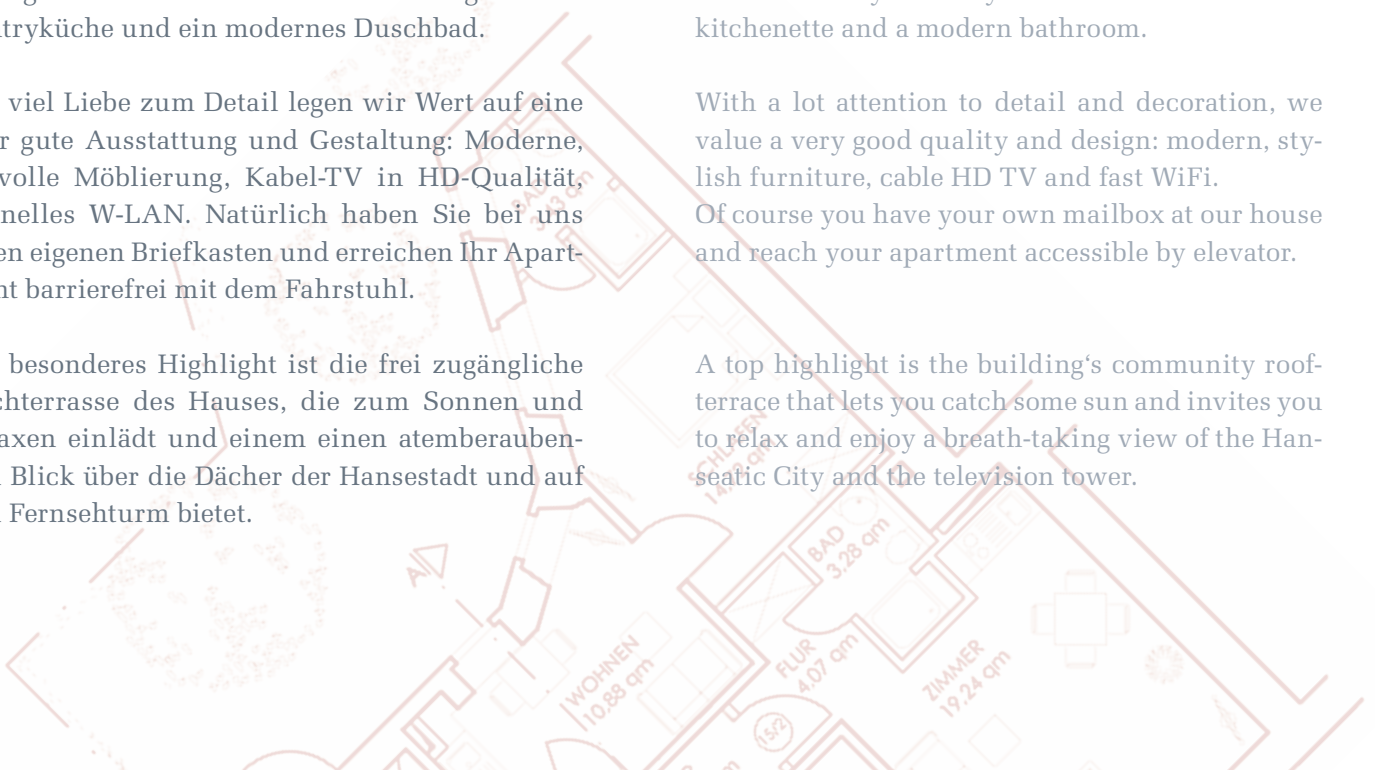 tryküche und ein modernes Duschbad.
viel Liebe zum Detail legen wir Wert auf eine
r gute Ausstattung und Gestaltung: Moderne,
volle Möblierung, Kabel-TV in HD-Qualität,
nelles W-LAN. Natürlich haben Sie bei uns
en eigenen Briefkasten und erreichen Ihr Apart-
nt barrierefrei mit dem Fahrstuhl.
besonderes Highlight ist die frei zugängliche
chterrasse des Hauses, die zum Sonnen und
axen einlädt und einem einen atemberauben-
Blick über die Dächer der Hansestadt und auf
Fernsehturm bietet.
kitchenette and a modern bathroom.
With a lot attention to detail and decoration, we
value a very good quality and design: modern, sty-
lish furniture, cable HD TV and fast WiFi.
Of course you have your own mailbox at our house
and reach your apartment accessible by elevator.
A top highlight is the building‘s community roof-
terrace that lets you catch some sun and invites you
to relax and enjoy a breath-taking view of the Han-
seatic City and the television tower.
BAD
3,43 qm
SCHLAFEN
BAD
3,28 qm
FLUR
4,07 qm
ZIMMER
19,24 qm
WOHNEN
10,88 qm
15/2